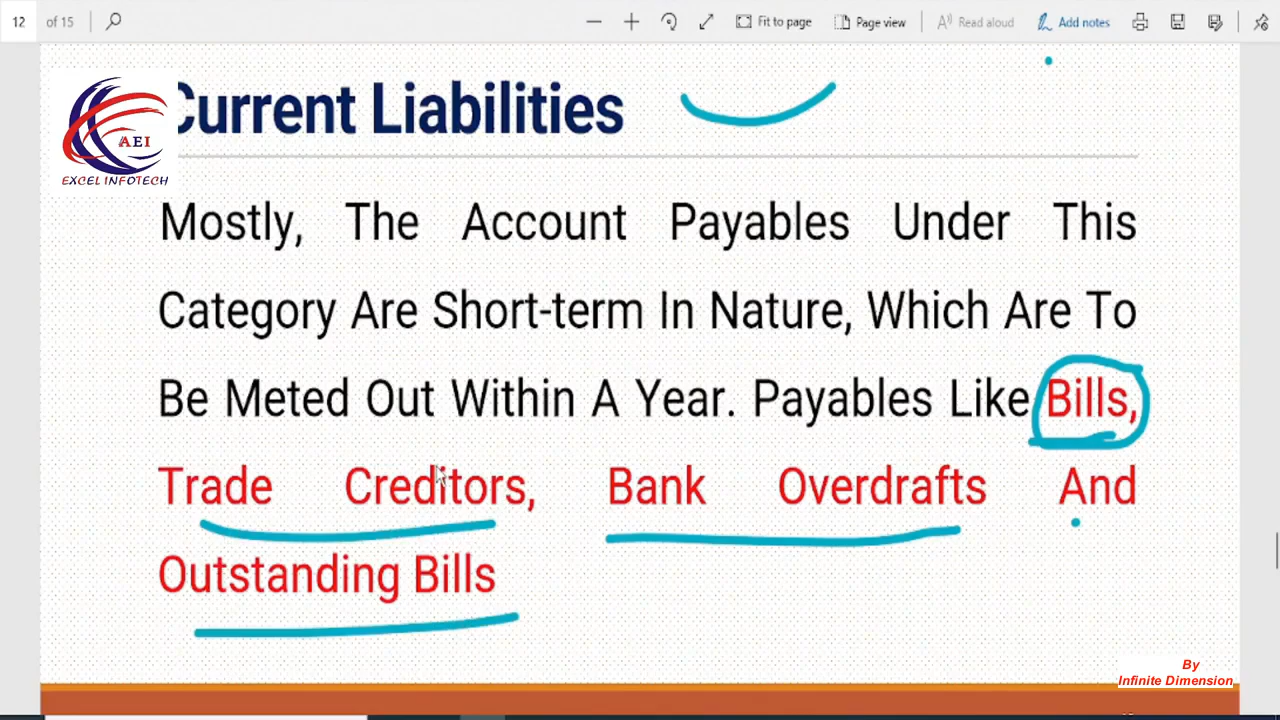 12 of 15 Fit to page Page view Read aloud Add notes
Current Liabilities
AEI
EXCEL INFOTECH
Mostly, The Account Payables Under This
Category Are Short-term In Nature, Which Are To
Be Meted Out Within A Year. Payables Like Bills,
Trade Creditors, Bank Overdrafts And
Outstanding Bills
By
Infinite Dimension